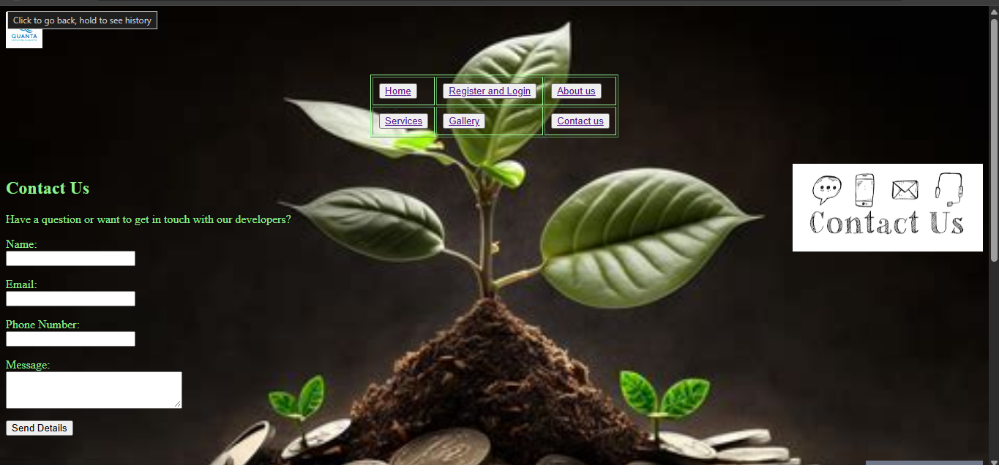 Click to go back, hold to see history
QUANTA
Home Register and Login About us
Services Gallery Contact us
Contact Us
Contact Us
Have a question or want to get in touch with our developers?
Name:
Email:
Phone Number:
Message:
Send Details